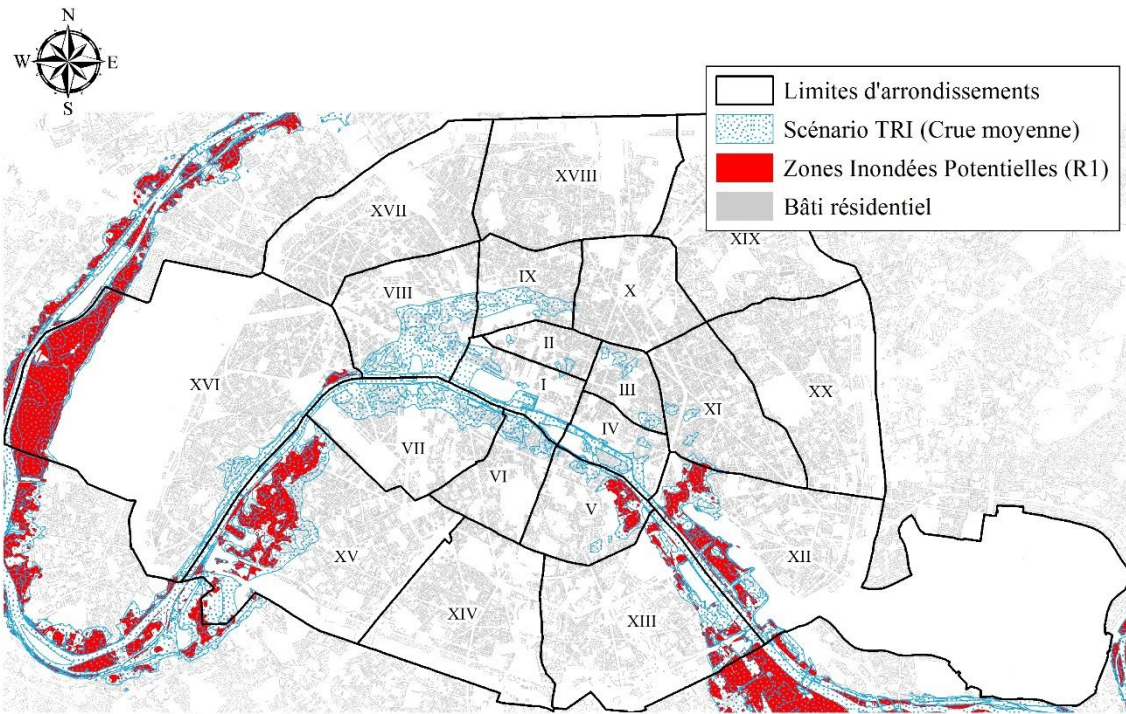 N
W E
S
Limites d'arrondissements
Scénario TRI (Crue moyenne)
Zones Inondées Potentielles (R1)
Bâti résidentiel
XVIII
XVII
XIX
IX
VIII
X
II
XVI
I
III
XX
XI
IV
VII
VI
V
XV
XII
XIV
XIII